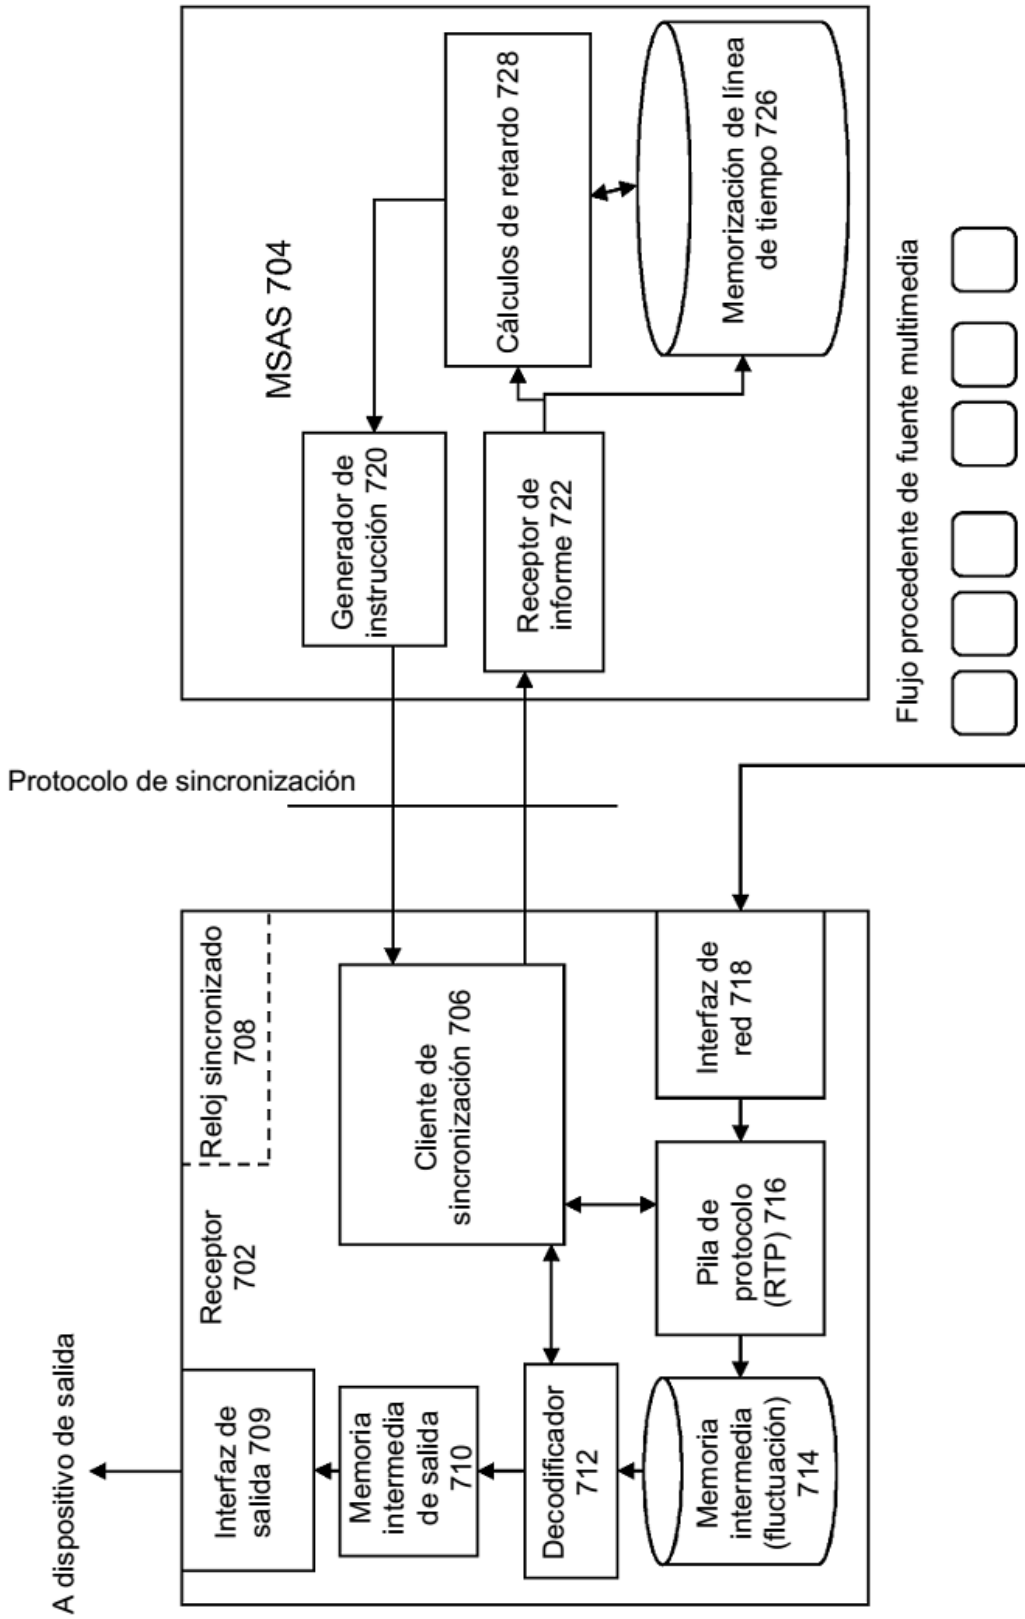 Protocolo de sincronización
A dispositivo de salida
Interfaz de
salida 709
Memoria
intermedia
de salida
710
Decodificador
712
Memoria
intermedia
(fluctuación)
714
Receptor
702
Reloj sincronizado
708
Cliente de
sincronización 706
Pila de
protocolo
(RTP) 716
Interfaz de
red 718
MSAS 704
Generador de
instrucción 720
Receptor de
informe 722
Cálculos de retardo 728
Memorización de línea
de tiempo 726
Flujo procedente de fuente multimedia